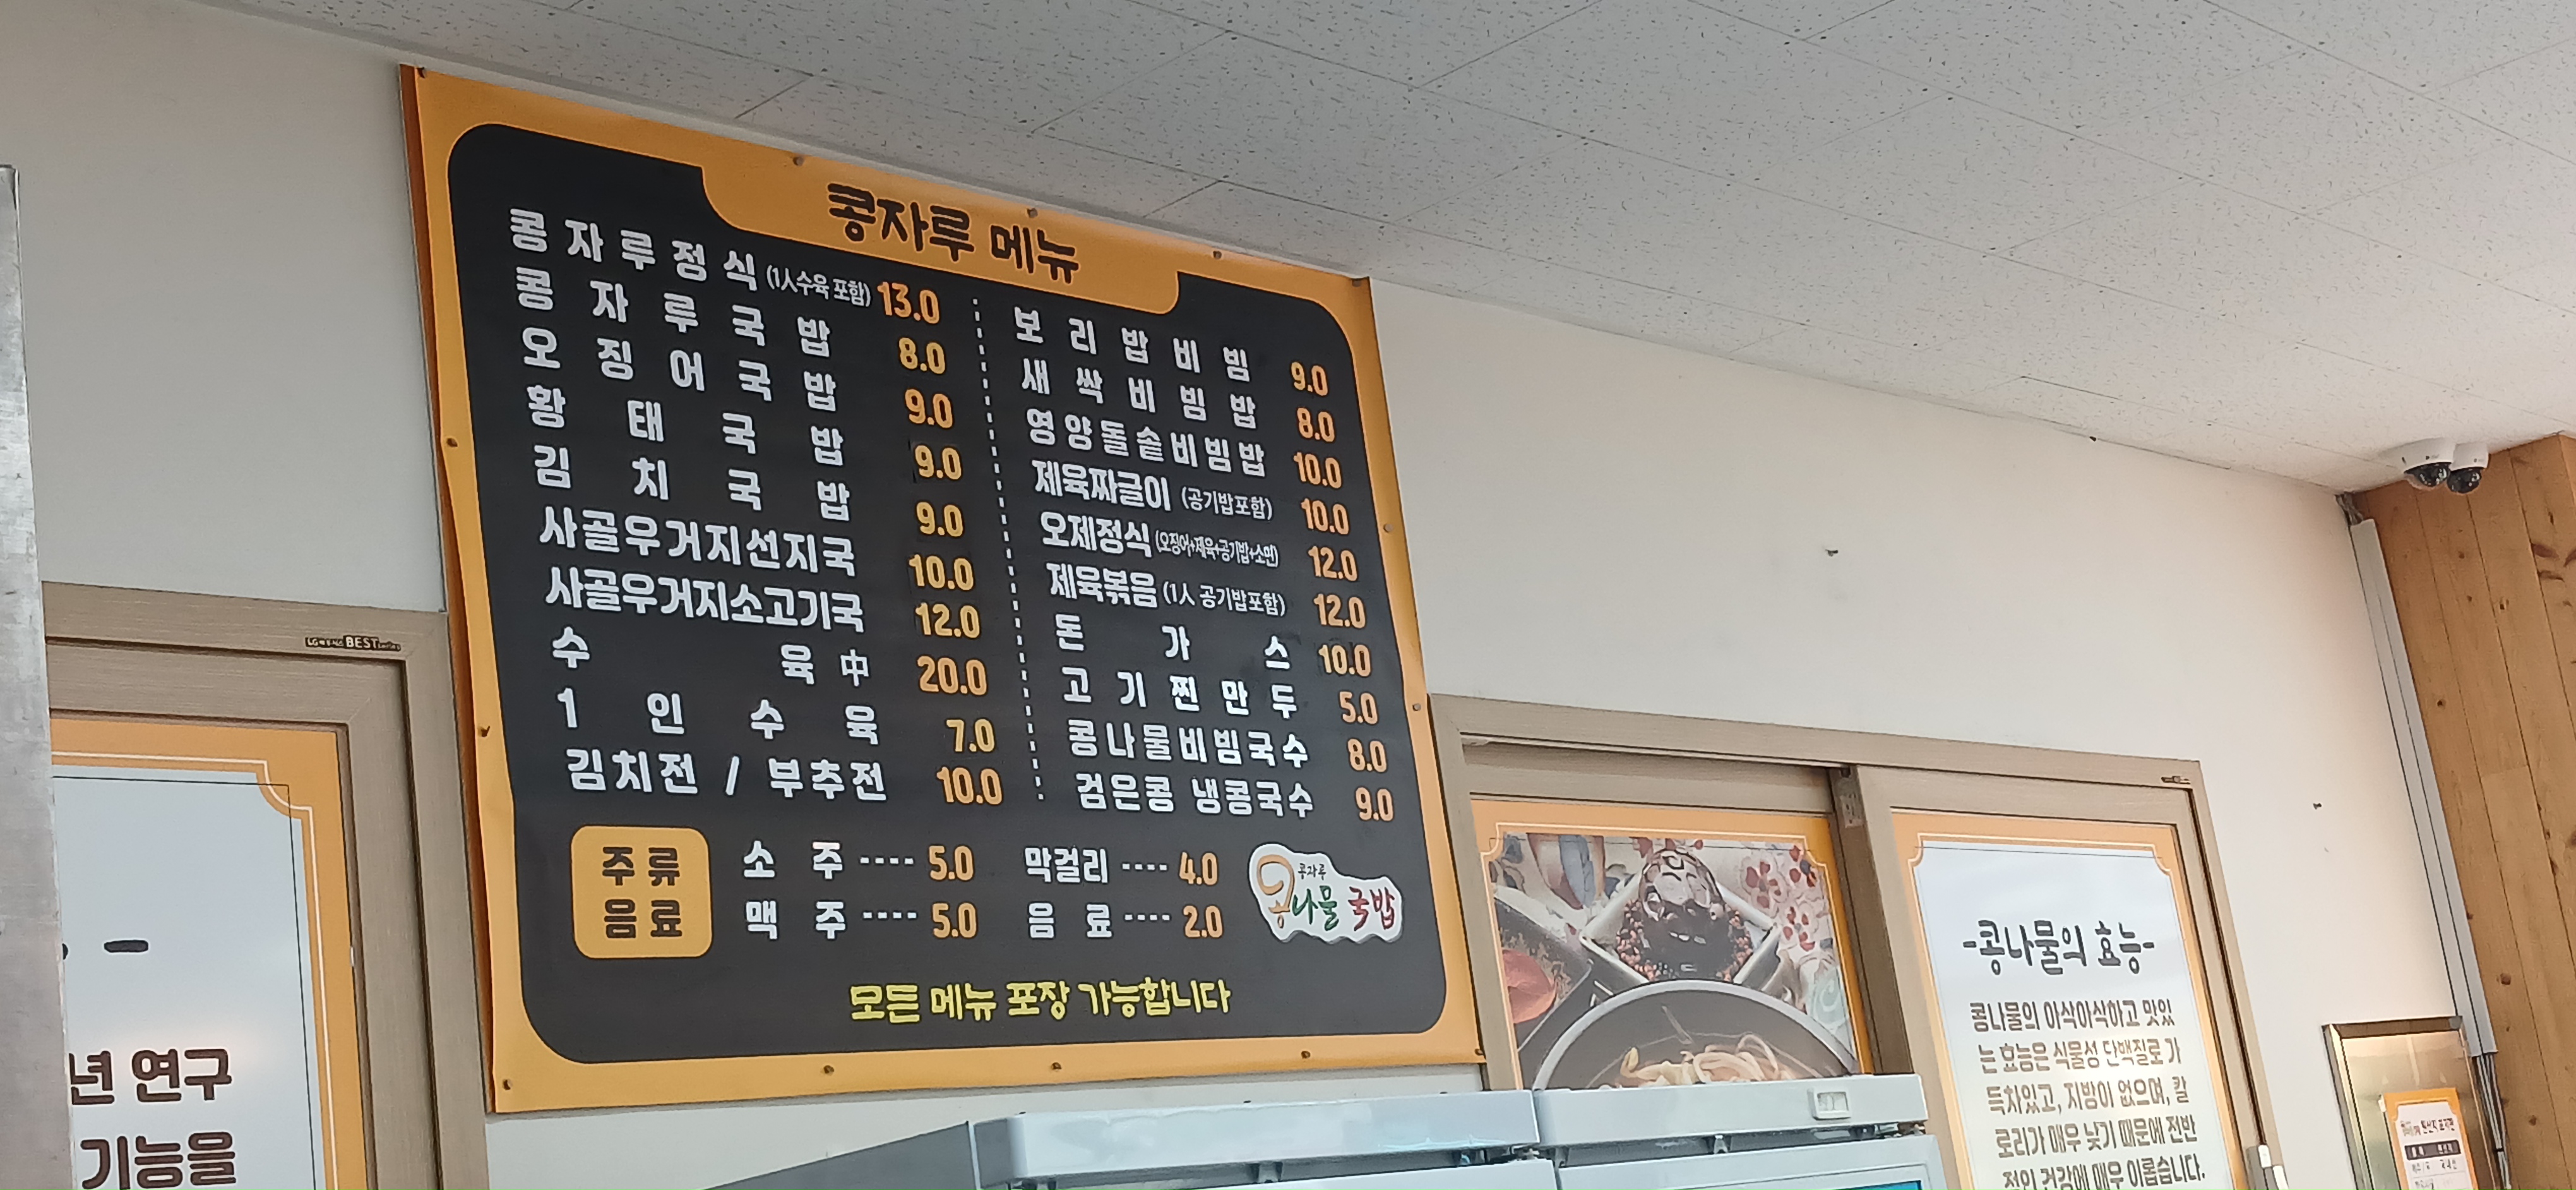 콩자루 메뉴
콩자루정식 (1人수육 포함) 13.0
콩자루국밥 8.0
오징어국밥 9.0
황태국밥 9.0
김치국밥 9.0
사골우거지선지국 10.0
사골우거지소고기국 12.0
수육 中 20.0
1인수육 7.0
김치전 / 부추전 10.0
보리밥비빔 9.0
새싹비빔밥 8.0
영양돌솥비빔밥 10.0
제육짜글이 (공기밥포함) 10.0
오제정식 (오징어+제육+공기밥+소면) 12.0
제육볶음 (1人 공기밥포함) 12.0
돈가스 10.0
고기찐만두 5.0
콩나물비빔국수 8.0
검은콩 냉콩국수 9.0
주류
음료
소주 ---- 5.0
맥주 ---- 5.0
막걸리 ---- 4.0
음료 ---- 2.0
콩자루
콩나물 국밥
모든 메뉴 포장 가능합니다
BEST
년 연구
기능을
-콩나물의 효능-
콩나물의 아삭아삭하고 맛있
는 효능은 식물성 단백질로 가
득차있고, 지방이 없으며, 칼
로리가 매우 낮기 때문에 전반
적인 건강에 매우 이롭습니다.